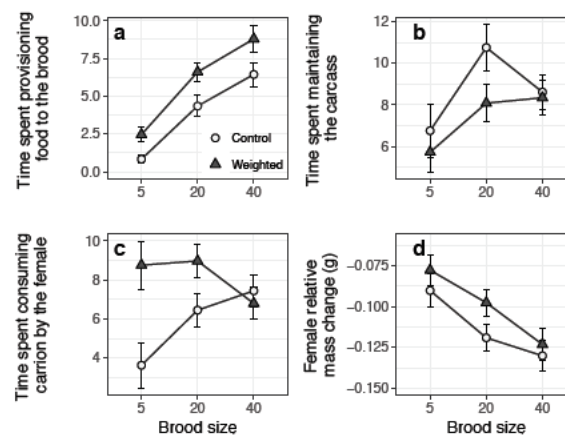 Time spent provisioning
food to the brood
10.0
7.5
5.0
2.5
0.0
a
Control
Weighted
5 20 40
Time spent maintaining
the carcass
12
10
8
6
b
5 20 40
Time spent consuming
carrion by the female
10
8
6
4
c
5 20 40
Brood size
Female relative
mass change (g)
−0.075
−0.100
−0.125
−0.150
d
5 20 40
Brood size